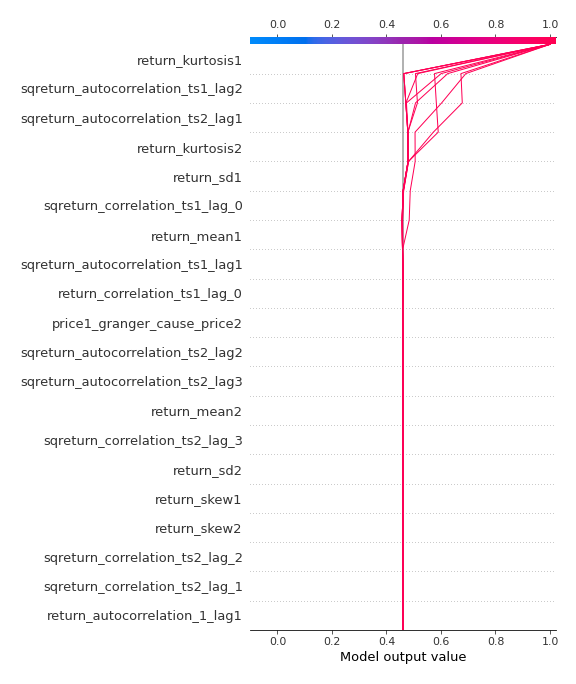 0.0 0.2 0.4 0.6 0.8 1.0
return_kurtosis1
sqreturn_autocorrelation_ts1_lag2
sqreturn_autocorrelation_ts2_lag1
return_kurtosis2
return_sd1
sqreturn_correlation_ts1_lag_0
return_mean1
sqreturn_autocorrelation_ts1_lag1
return_correlation_ts1_lag_0
price1_granger_cause_price2
sqreturn_autocorrelation_ts2_lag2
sqreturn_autocorrelation_ts2_lag3
return_mean2
sqreturn_correlation_ts2_lag_3
return_sd2
return_skew1
return_skew2
sqreturn_correlation_ts2_lag_2
sqreturn_correlation_ts2_lag_1
return_autocorrelation_1_lag1
0.0 0.2 0.4 0.6 0.8 1.0
Model output value